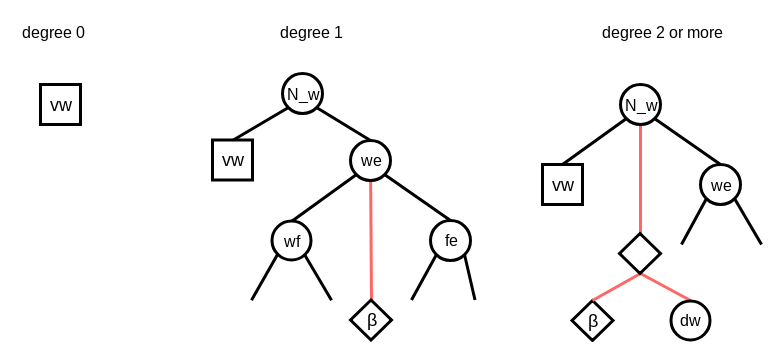 degree 0
degree 1
degree 2 or more
vw
N_w
vw
we
wf
fe
β
N_w
vw
we
β
dw